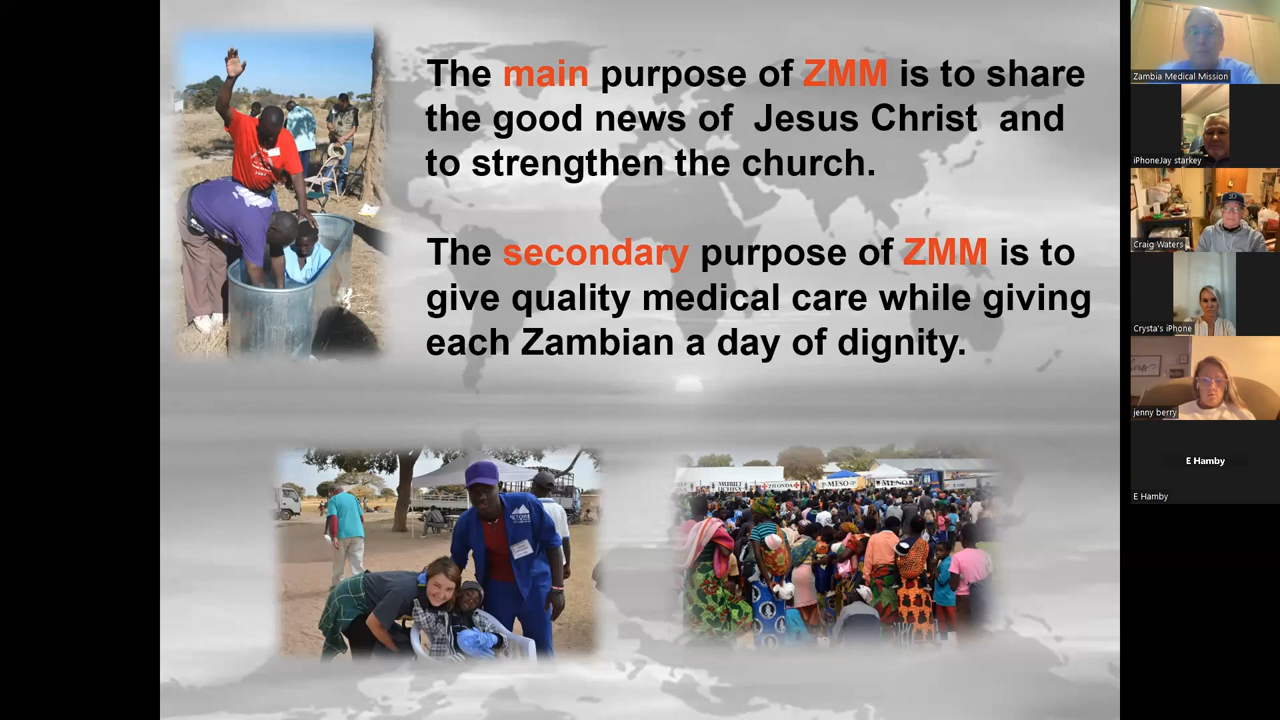 The main purpose of ZMM is to share
the good news of Jesus Christ and
to strengthen the church.
The secondary purpose of ZMM is to
give quality medical care while giving
each Zambian a day of dignity.
MESO
MENO
Zambia Medical Mission
iPhoneJay starkey
Craig Waters
Crysta's iPhone
jenny berry
E Hamby
E Hamby